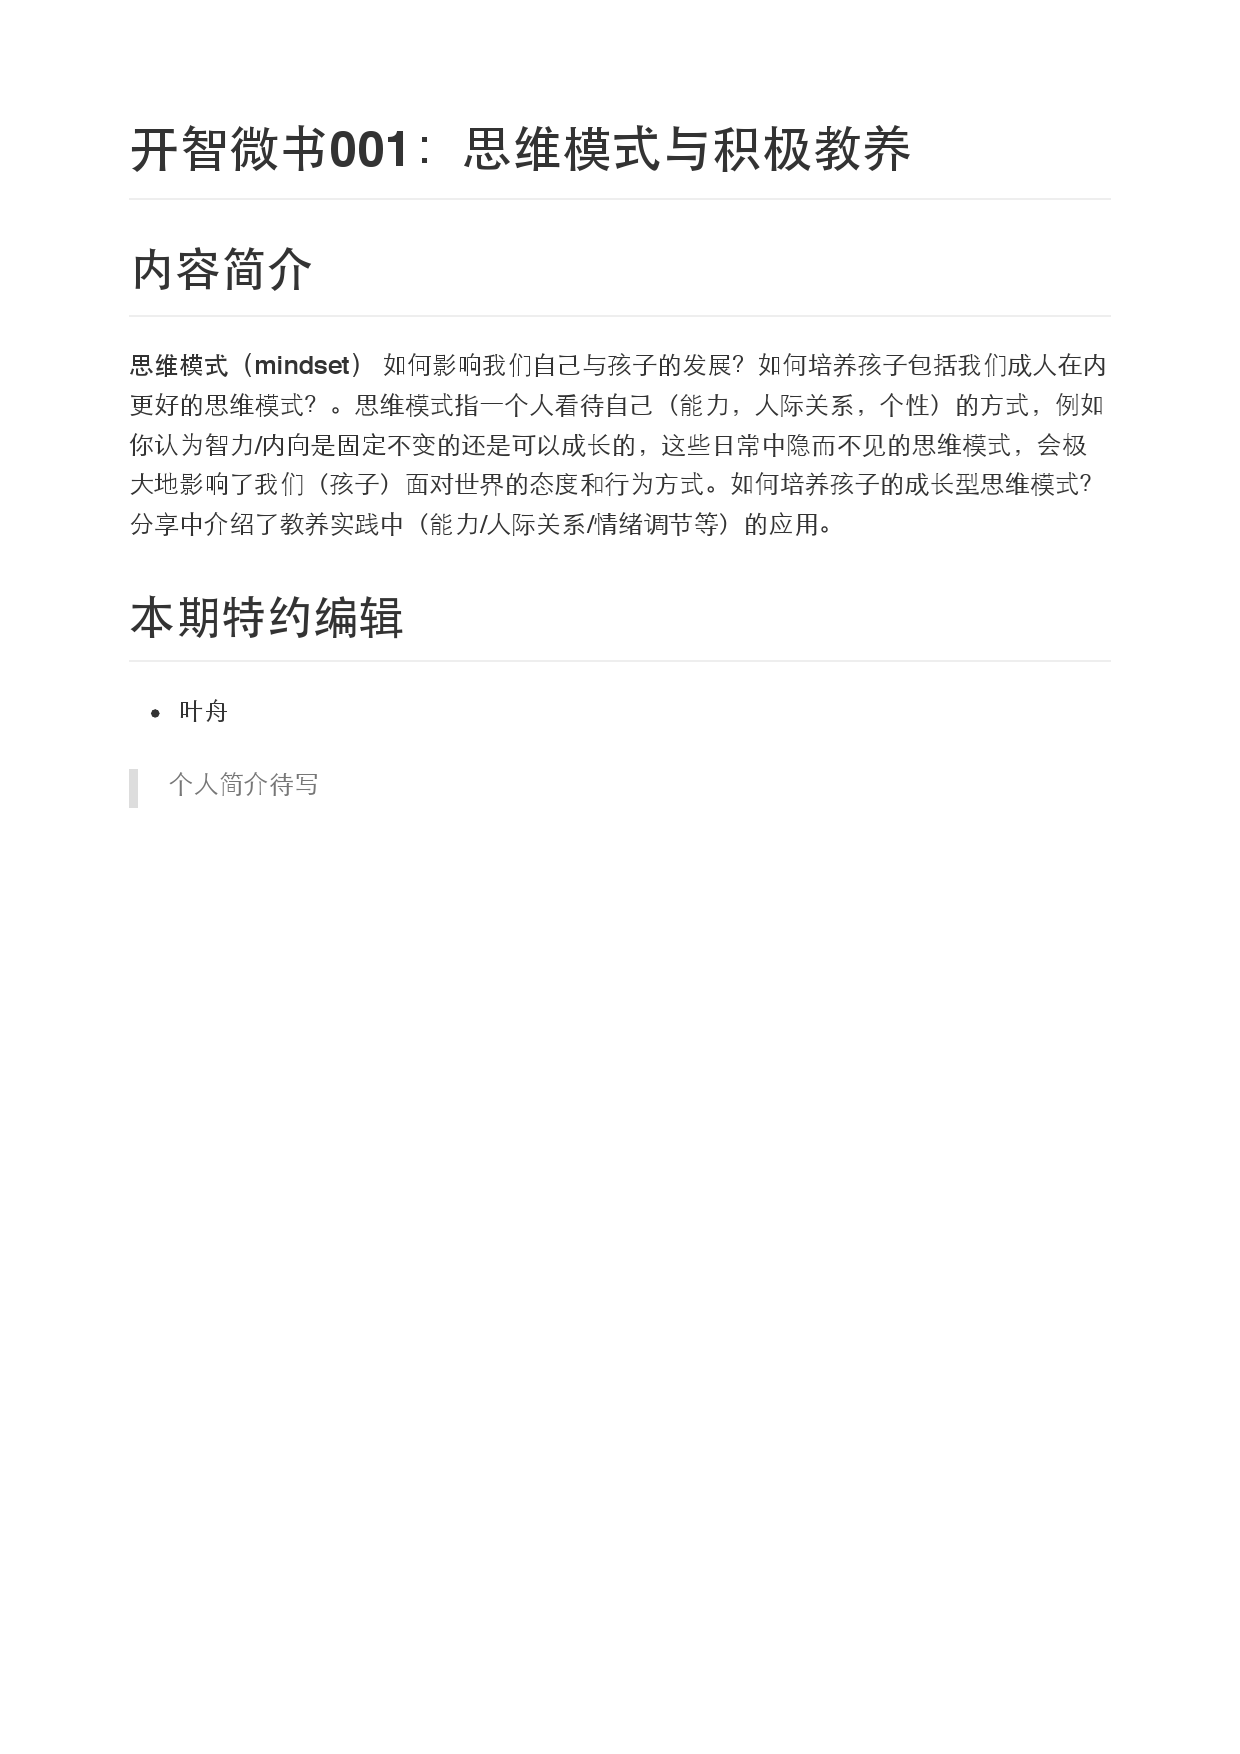 开智微书001：思维模式与积极教养
内容简介
思维模式（mindset） 如何影响我们自己与孩子的发展？如何培养孩子包括我们成人在内
更好的思维模式？。思维模式指一个人看待自己（能力，人际关系，个性）的方式，例如
你认为智力/内向是固定不变的还是可以成长的，这些日常中隐而不见的思维模式，会极
大地影响了我们（孩子）面对世界的态度和行为方式。如何培养孩子的成长型思维模式？
分享中介绍了教养实践中（能力/人际关系/情绪调节等）的应用。
本期特约编辑
• 叶舟
个人简介待写